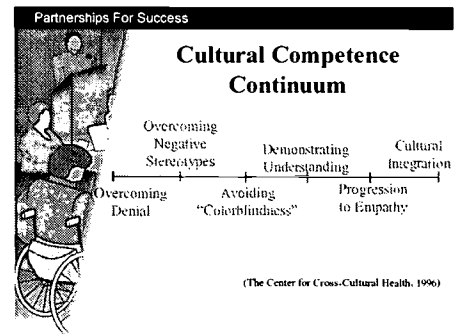 Partnerships For Success
Cultural Competence
Continuum
Overcoming
Negative
Stereotypes
Demonstrating
Understanding
Cultural
Integration
Overcoming
Denial
Avoiding
"Colorblindness"
Progression
to Empathy
(The Center for Cross-Cultural Health, 1996)